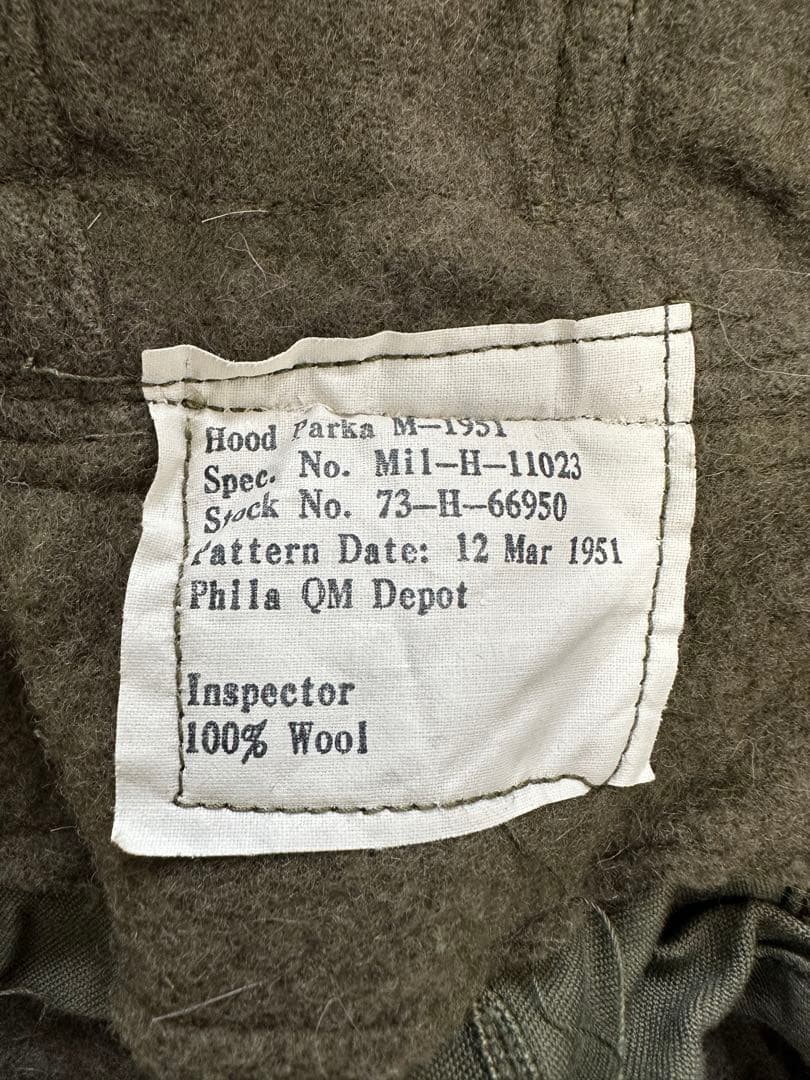 Hood Parka M-1951
Spec. No. Mil-H-11023
Stock No. 73-H-66950
Pattern Date: 12 Mar 1951
Phila QM Depot
Inspector
100% Wool